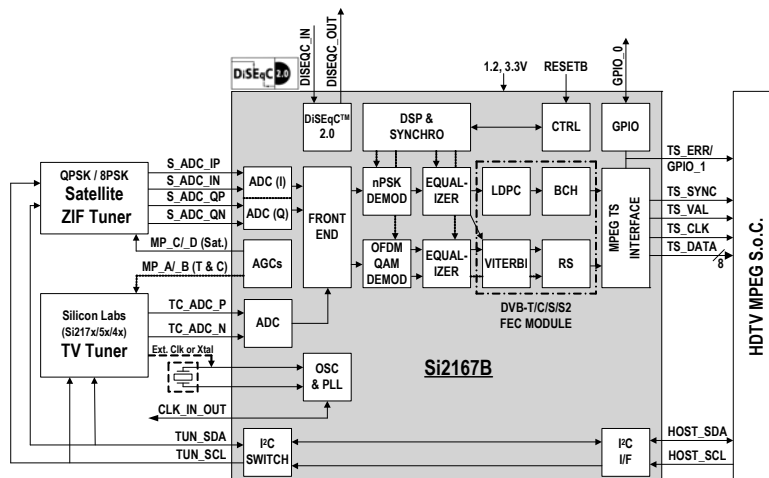 DiSEqC 2.0
DISEQC_IN
DISEQC_OUT
1.2, 3.3V
RESETB
GPIO_0
DiSEqC™
2.0
DSP &
SYNCHRO
CTRL
GPIO
TS_ERR/
GPIO_1
QPSK / 8PSK
Satellite
ZIF Tuner
S_ADC_IP
S_ADC_IN
S_ADC_QP
S_ADC_QN
ADC (I)
ADC (Q)
FRONT
END
nPSK
DEMOD
EQUAL-
IZER
LDPC
BCH
MPEG TS
INTERFACE
TS_SYNC
TS_VAL
TS_CLK
TS_DATA
8
HDTV MPEG S.o.C.
MP_C/_D (Sat.)
MP_A/_B (T & C)
AGCs
OFDM
QAM
DEMOD
EQUAL-
IZER
VITERBI
RS
DVB-T/C/S/S2
FEC MODULE
Silicon Labs
(Si217x/5x/4x)
TV Tuner
TC_ADC_P
TC_ADC_N
ADC
Ext. Clk or Xtal
OSC
& PLL
Si2167B
CLK_IN_OUT
TUN_SDA
TUN_SCL
I²C
SWITCH
I²C
I/F
HOST_SDA
HOST_SCL